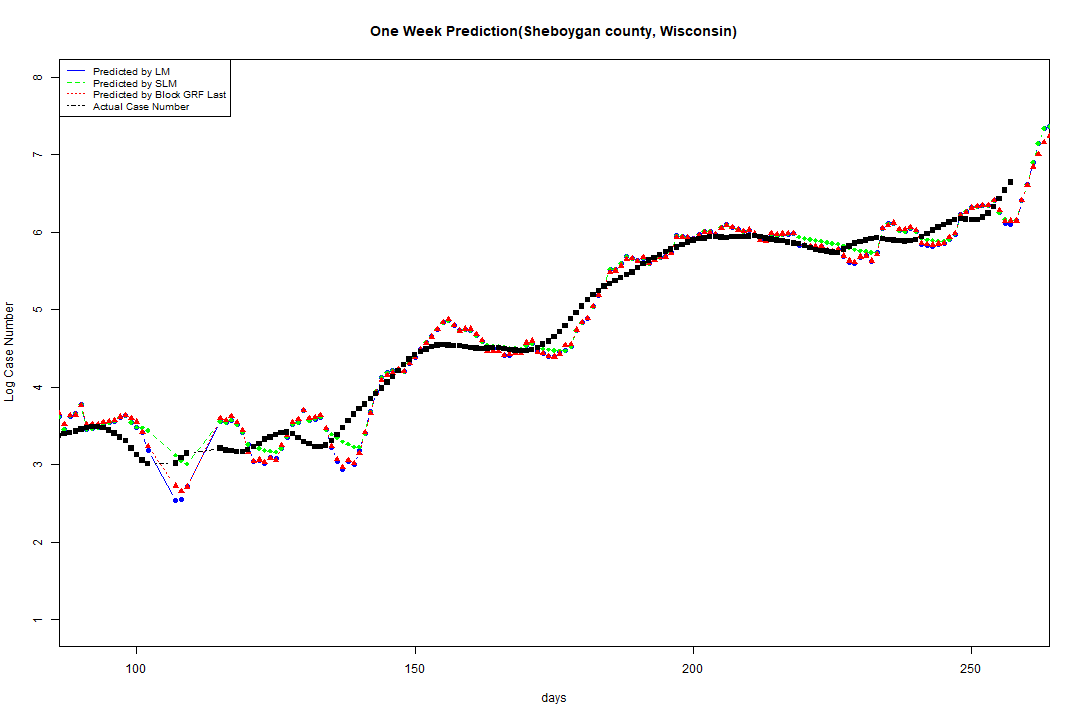 One Week Prediction(Sheboygan county, Wisconsin)
Predicted by LM
Predicted by SLM
Predicted by Block GRF Last
Actual Case Number
8
7
6
5
4
3
2
1
Log Case Number
100 150 200 250
days